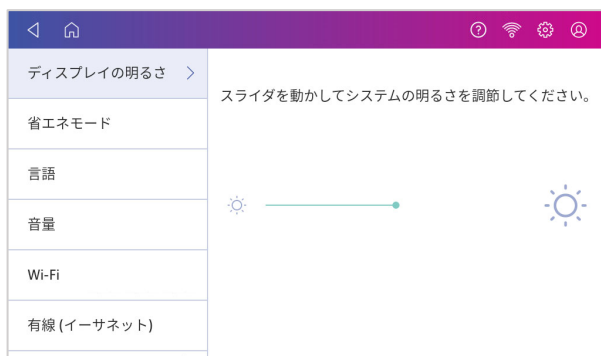 ディスプレイの明るさ
スライダを動かしてシステムの明るさを調節してください。
省エネモード
言語
音量
Wi-Fi
有線 (イーサネット)